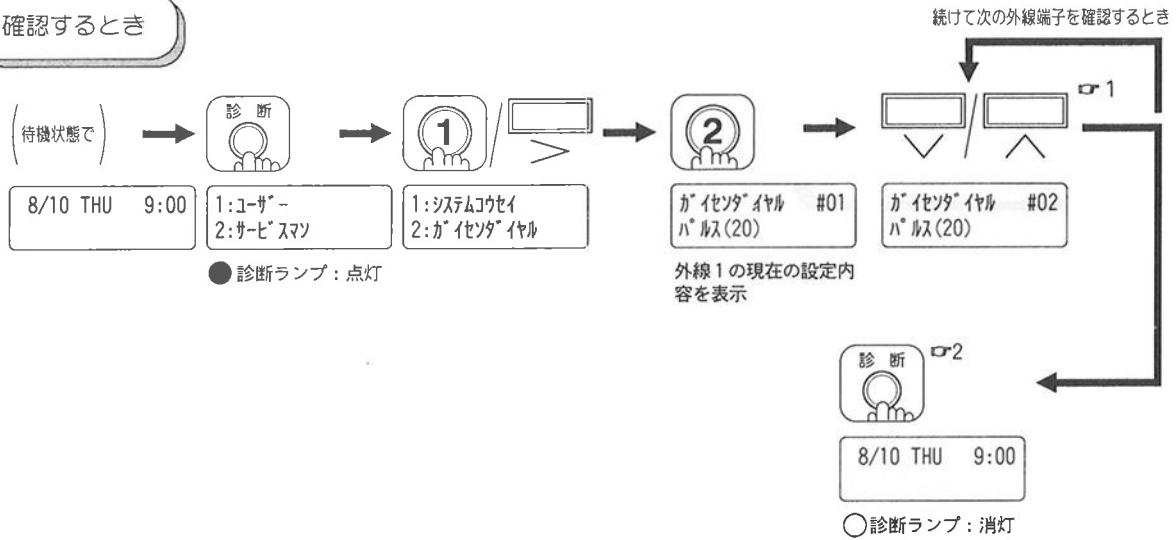 確認するとき
続けて次の外線端子を確認するとき
待機状態で
診 断
1
/
>
2
/
☞1
8/10 THU 9:00
1:ユーザー
2:サービスマン
1:システムコウセイ
2:ガイセンダイヤル
ガイセンダイヤル #01
パルス(20)
ガイセンダイヤル #02
パルス(20)
●診断ランプ:点灯
外線1の現在の設定内
容を表示
診 断
☞2
8/10 THU 9:00
○診断ランプ:消灯